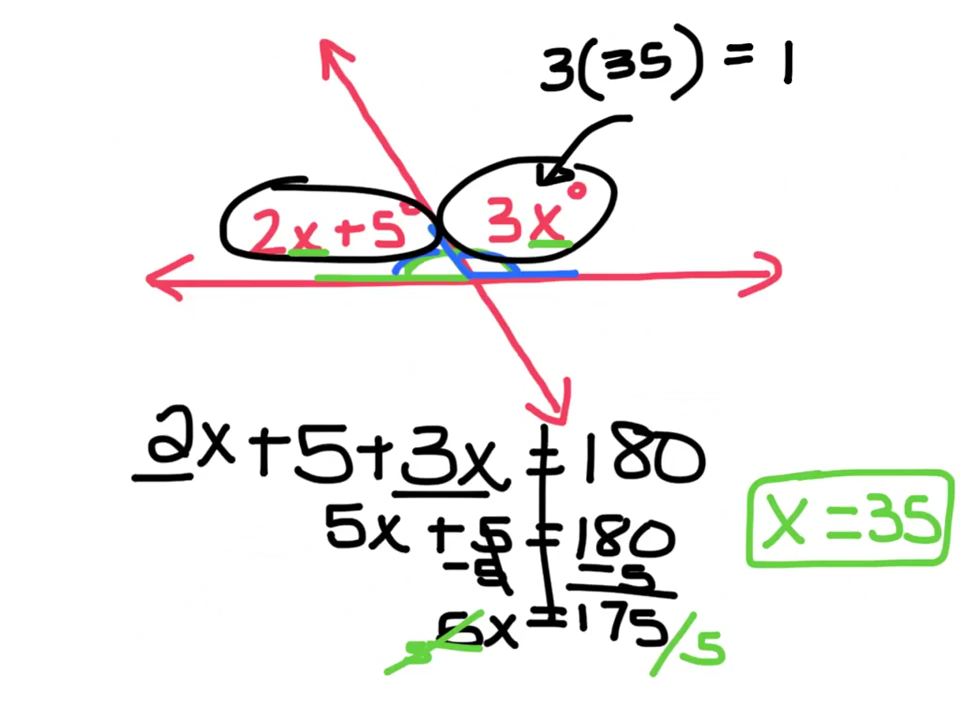 3(35) = 1
2x+5° 3x°
2x+5+3x = 180
5x + 5 = 180
-5 -5
5x = 175/5
5
x = 35